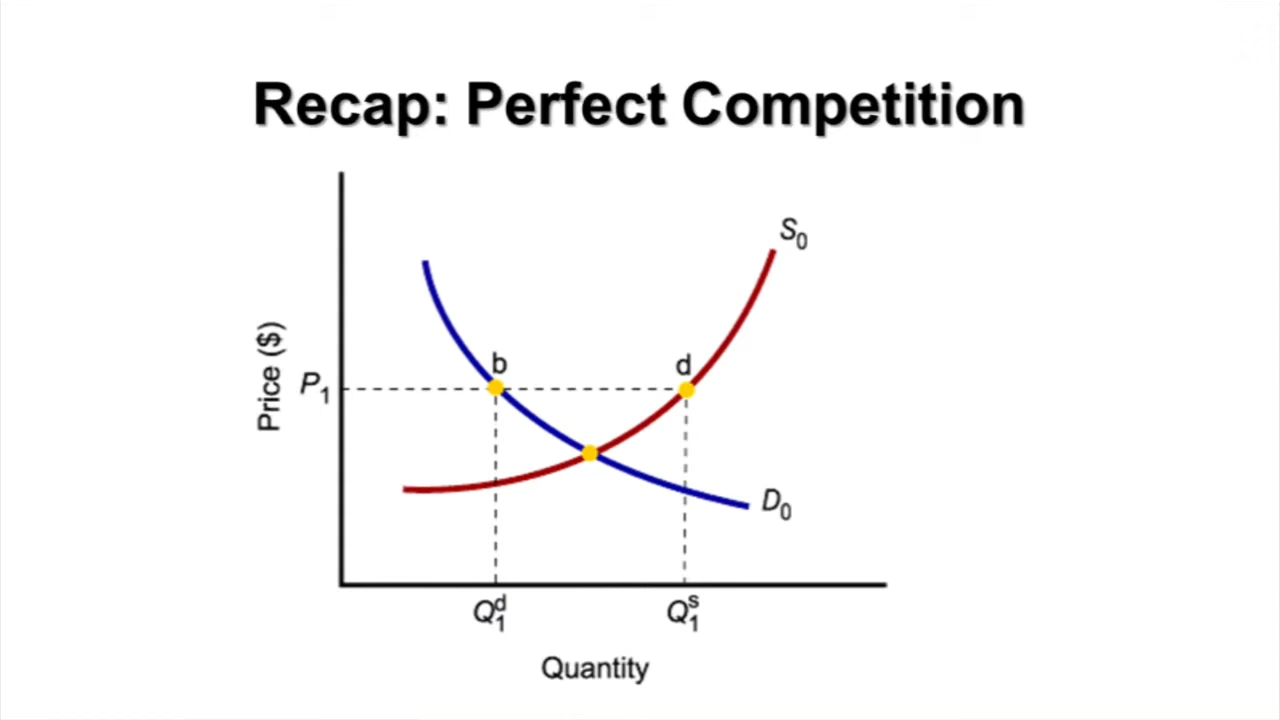 Recap: Perfect Competition
S₀
b
d
P₁
Price ($)
D₀
Q₁ᵈ
Q₁ˢ
Quantity